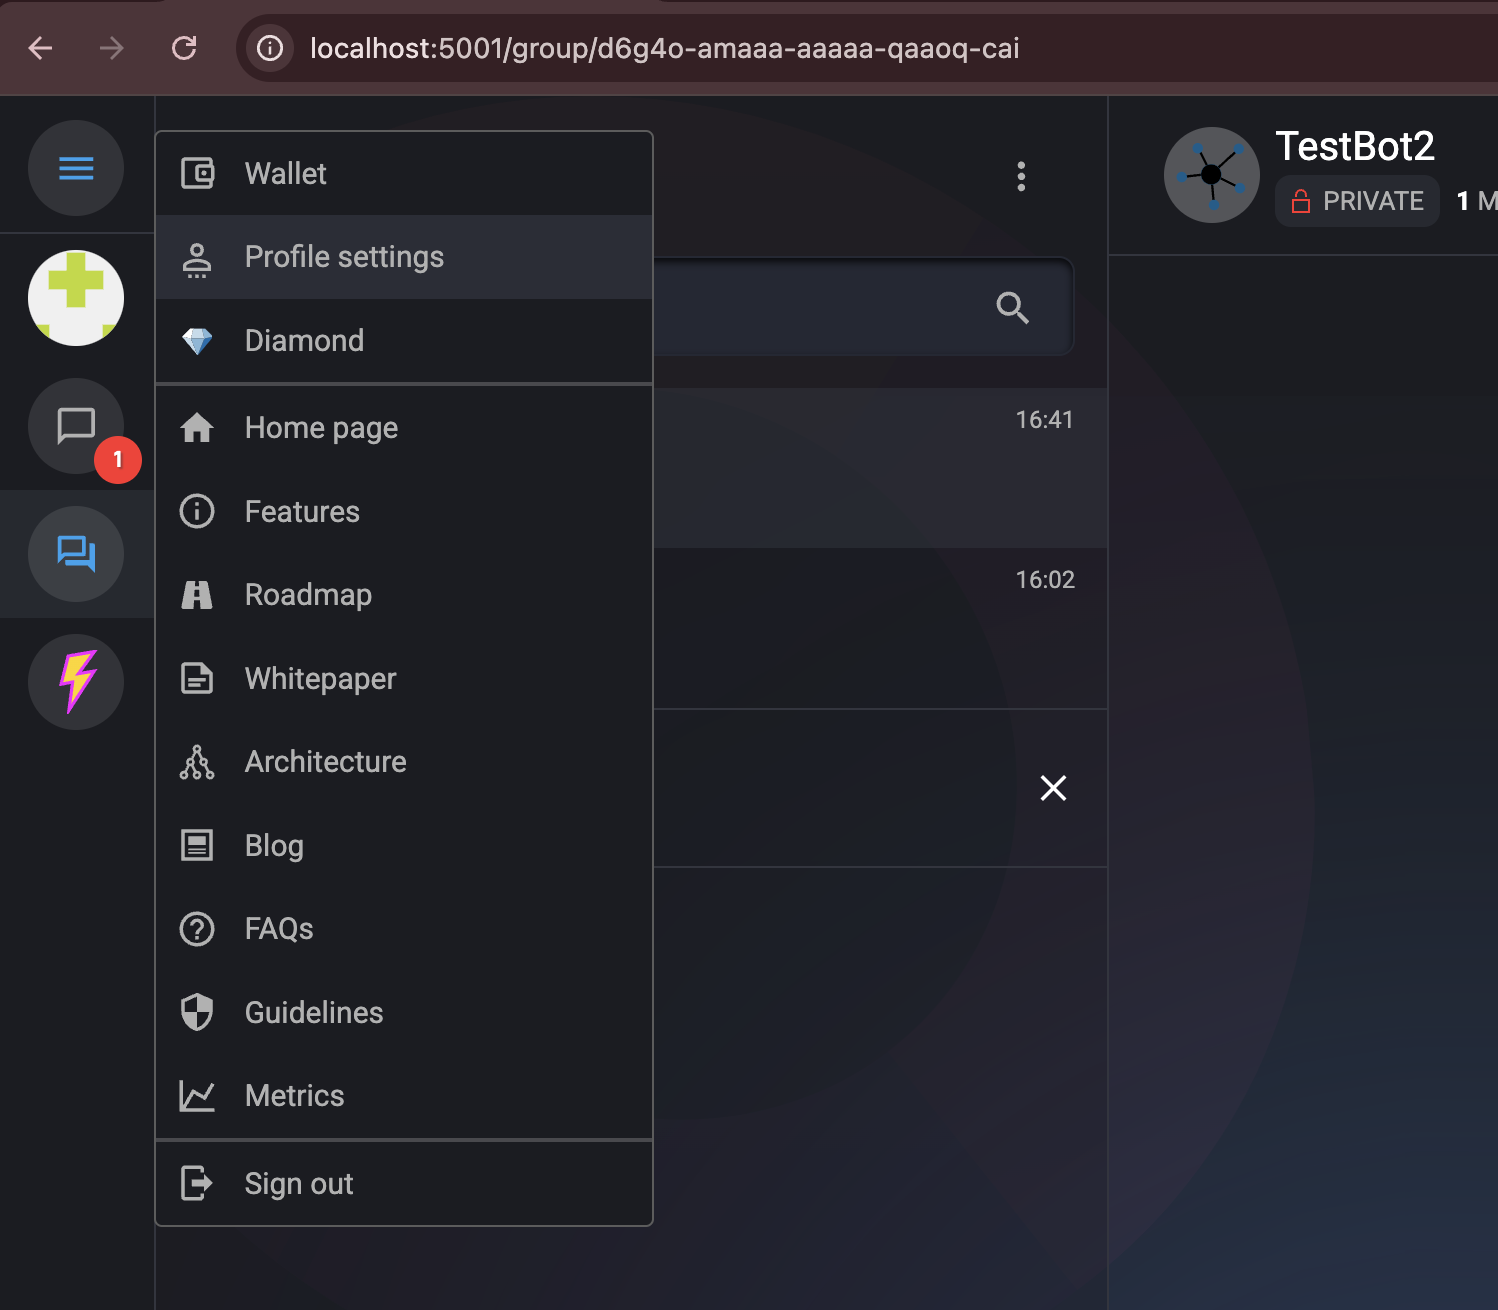 localhost:5001/group/d6g4o-amaaa-aaaaa-qaaoq-cai
Wallet
Profile settings
Diamond
Home page
Features
Roadmap
Whitepaper
Architecture
Blog
FAQs
Guidelines
Metrics
Sign out
1
16:41
16:02
TestBot2
PRIVATE
1 M